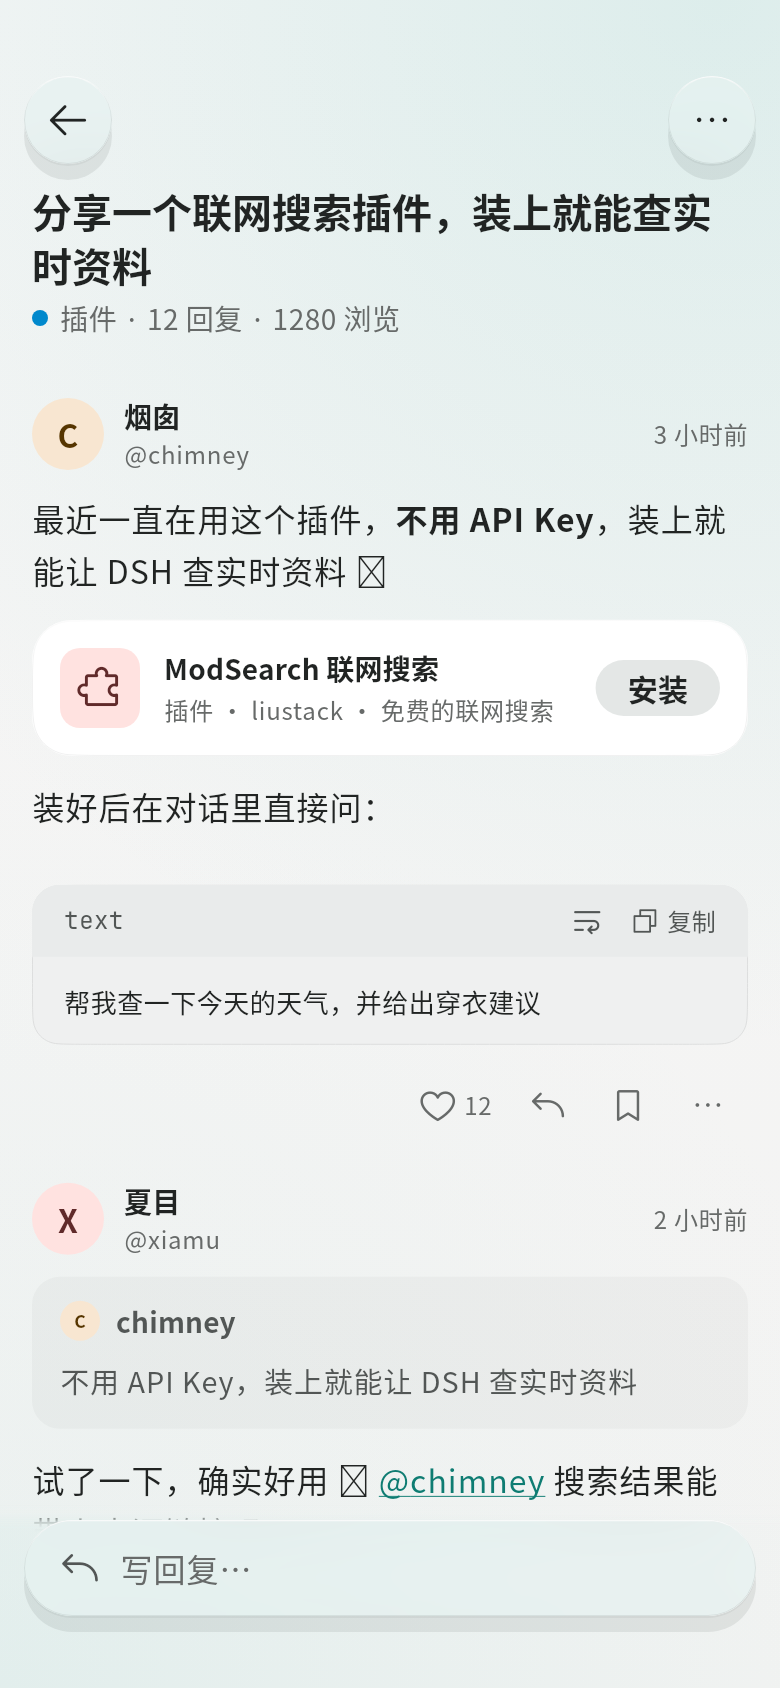 分享一个联网搜索插件，装上就能查实
时资料
插件 · 12 回复 · 1280 浏览
C
烟囱
@chimney
3 小时前
最近一直在用这个插件，不用 API Key，装上就
能让 DSH 查实时资料
ModSearch 联网搜索
插件 · liustack · 免费的联网搜索
安装
装好后在对话里直接问：
text
复制
帮我查一下今天的天气，并给出穿衣建议
12
X
夏目
@xiamu
2 小时前
C
chimney
不用 API Key，装上就能让 DSH 查实时资料
试了一下，确实好用 @chimney 搜索结果能
写回复…